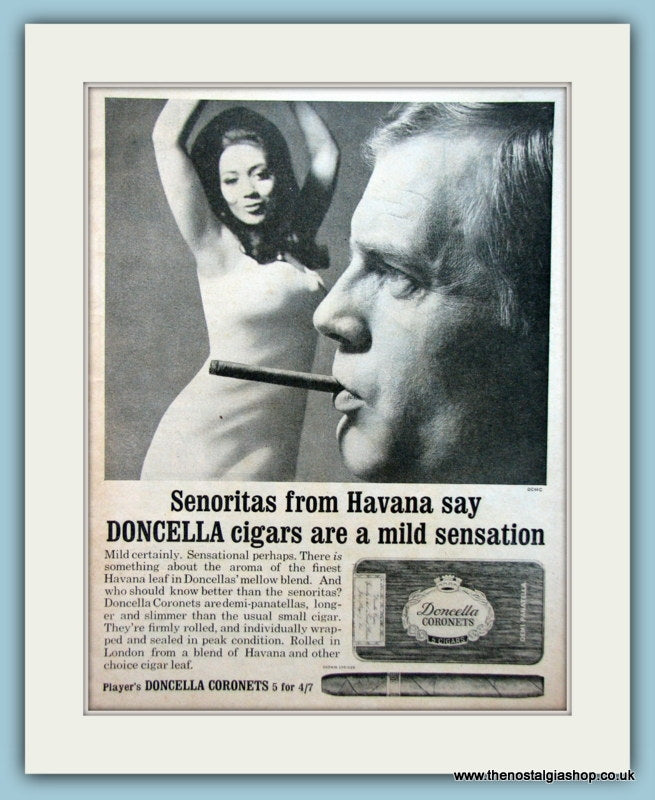 Senoritas from Havana say
DONCELLA cigars are a mild sensation
Mild certainly. Sensational perhaps. There is
something about the aroma of the finest
Havana leaf in Doncellas' mellow blend. And
who should know better than the senoritas?
Doncella Coronets are demi-panatellas, long-
er and slimmer than the usual small cigar.
They're firmly rolled, and individually wrap-
ped and sealed in peak condition. Rolled in
London from a blend of Havana and other
choice cigar leaf.
Player's DONCELLA CORONETS 5 for 4/7
Doncella
CORONETS
5 CIGARS
DEMI PANATELLAS
www.thenostalgiashop.co.uk